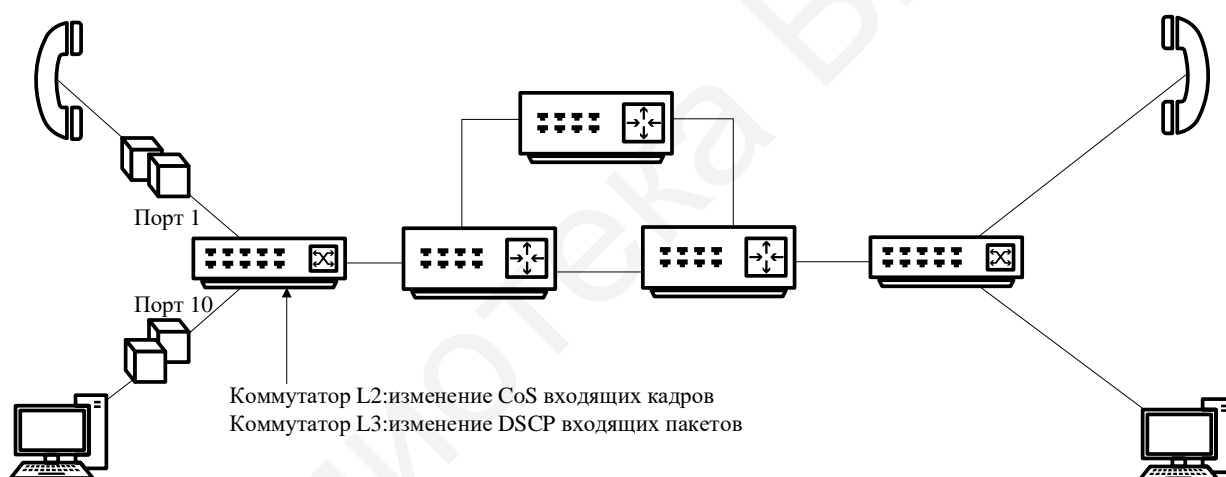 Порт 1
Порт 10
Коммутатор L2:изменение CoS входящих кадров
Коммутатор L3:изменение DSCP входящих пакетов